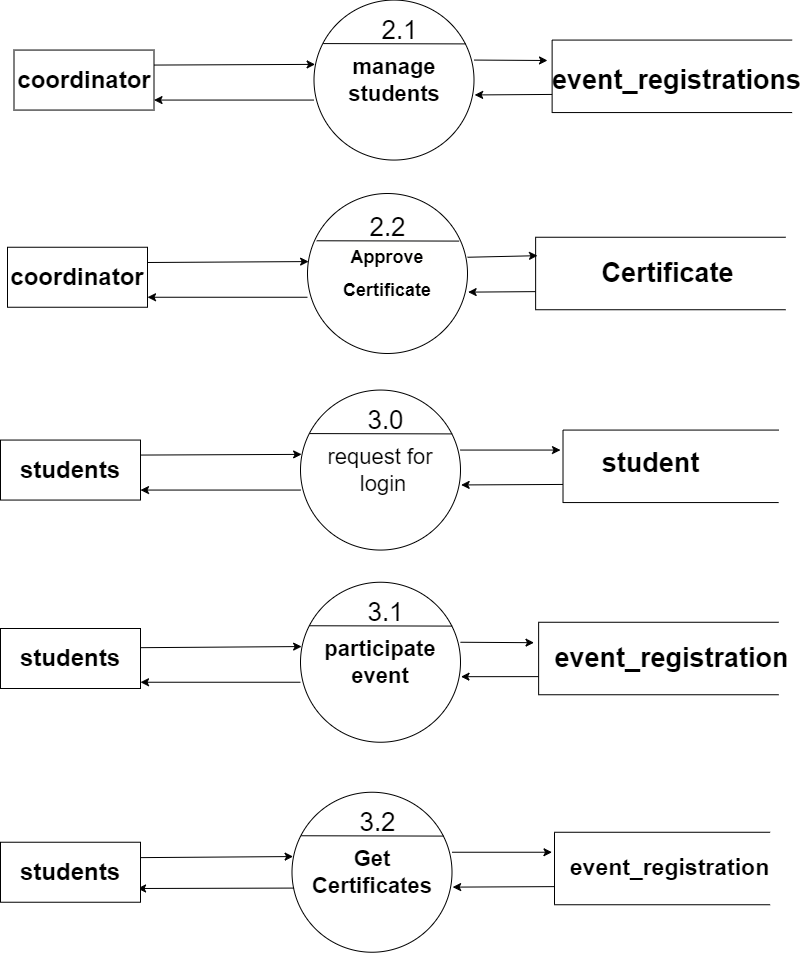 2.1
coordinator
manage
students
event_registrations
2.2
coordinator
Approve
Certificate
Certificate
3.0
students
request for
login
student
3.1
students
participate
event
event_registration
3.2
students
Get
Certificates
event_registration